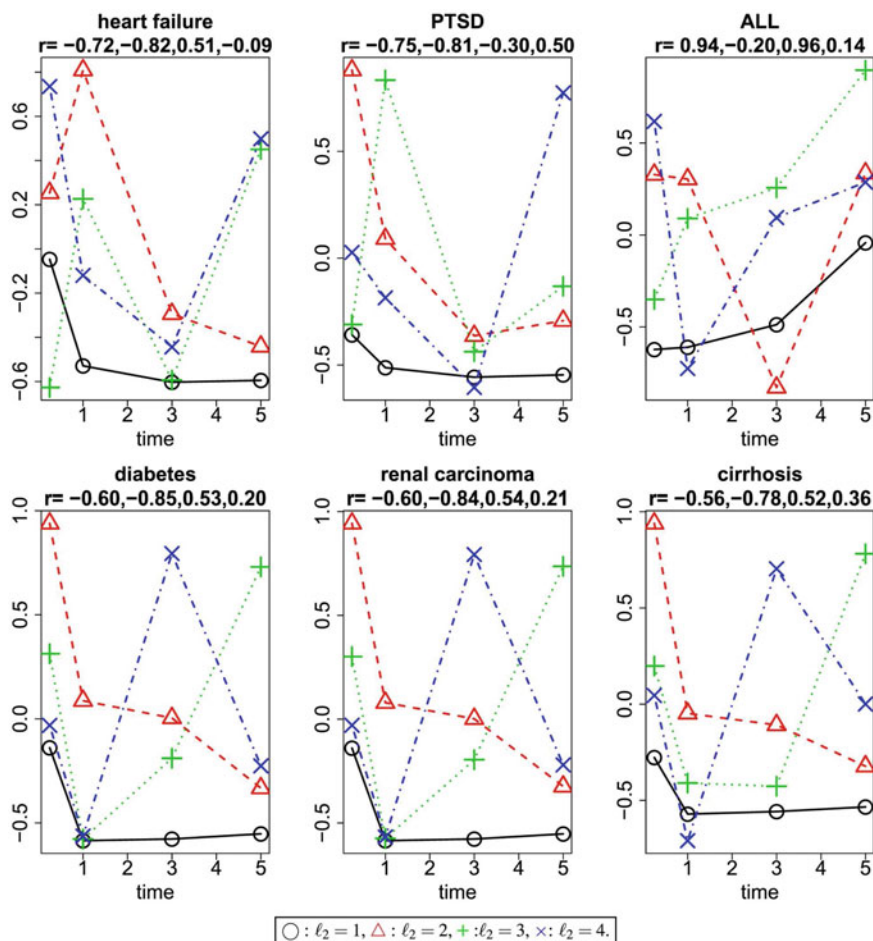 heart failure
r= −0.72,−0.82,0.51,−0.09
0.6
0.2
−0.2
−0.6
1 2 3 4 5
time
PTSD
r= −0.75,−0.81,−0.30,0.50
0.5
0.0
−0.5
1 2 3 4 5
time
ALL
r= 0.94,−0.20,0.96,0.14
0.5
0.0
−0.5
1 2 3 4 5
time
diabetes
r= −0.60,−0.85,0.53,0.20
1.0
0.5
0.0
−0.5
1 2 3 4 5
time
renal carcinoma
r= −0.60,−0.84,0.54,0.21
1.0
0.5
0.0
−0.5
1 2 3 4 5
time
cirrhosis
r= −0.56,−0.78,0.52,0.36
1.0
0.5
0.0
−0.5
1 2 3 4 5
time
○: ℓ₂ = 1, △: ℓ₂ = 2, +:ℓ₂ = 3, ×: ℓ₂ = 4.